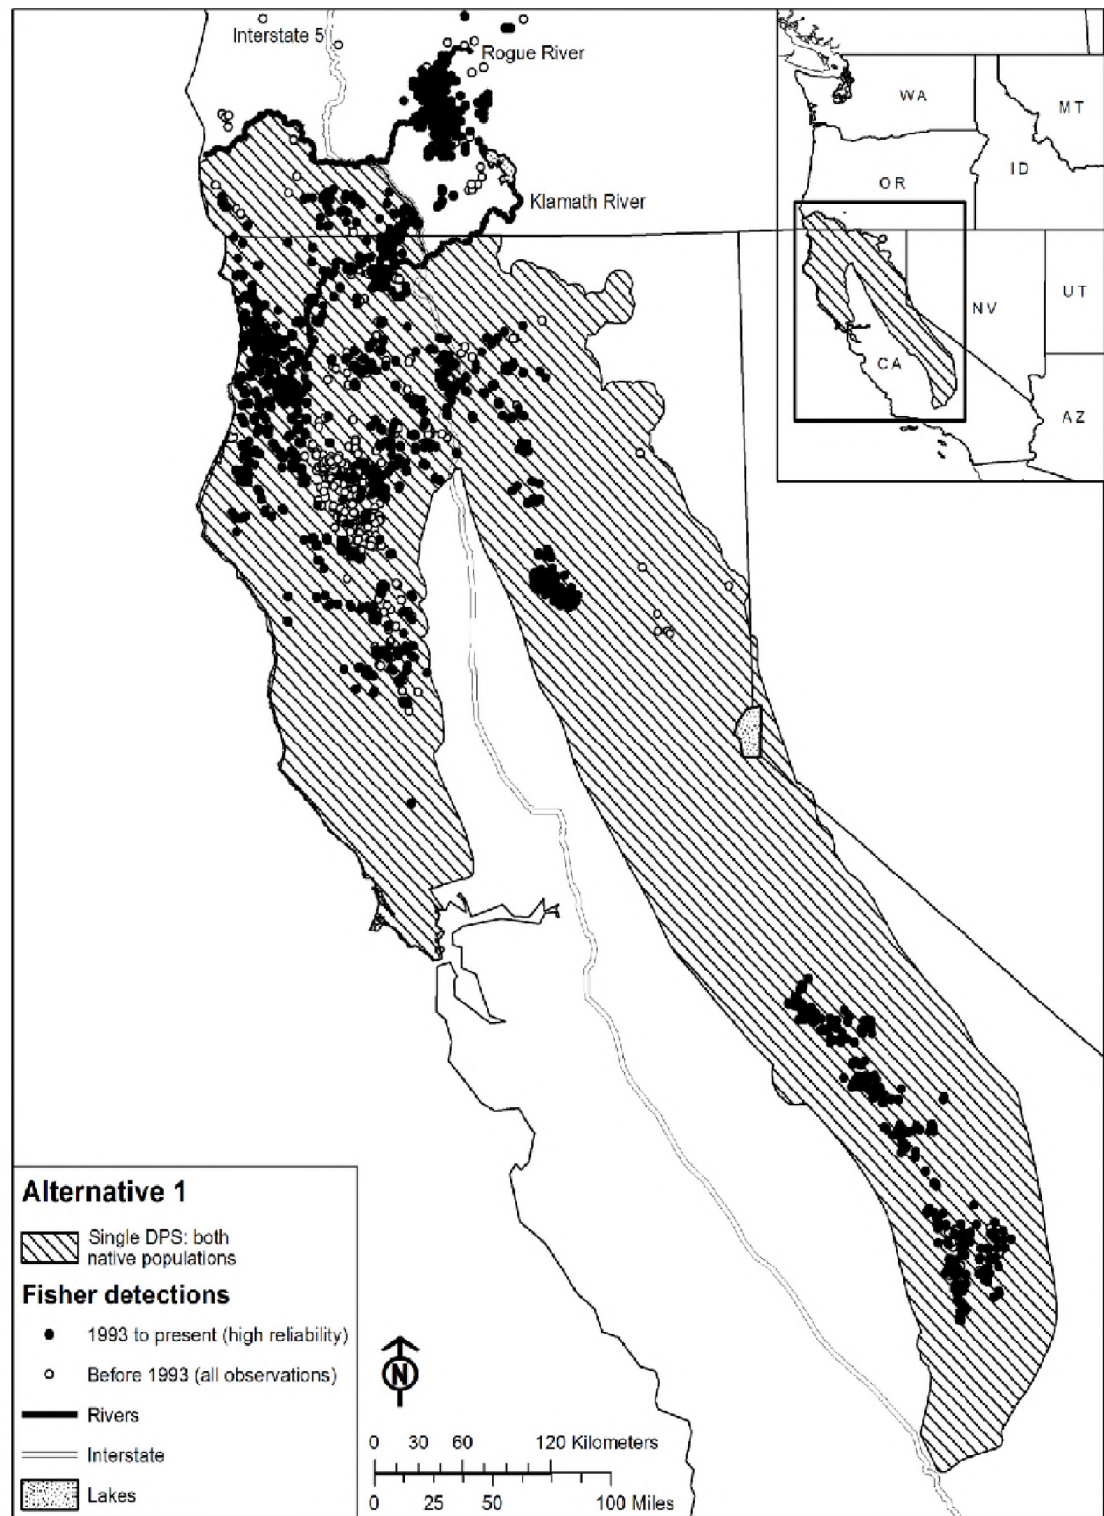 Interstate 5
Rogue River
Klamath River
WA
MT
OR
ID
NV
UT
CA
AZ
Alternative 1
Single DPS: both
native populations
Fisher detections
1993 to present (high reliability)
Before 1993 (all observations)
Rivers
Interstate
Lakes
N
0 30 60 120 Kilometers
0 25 50 100 Miles